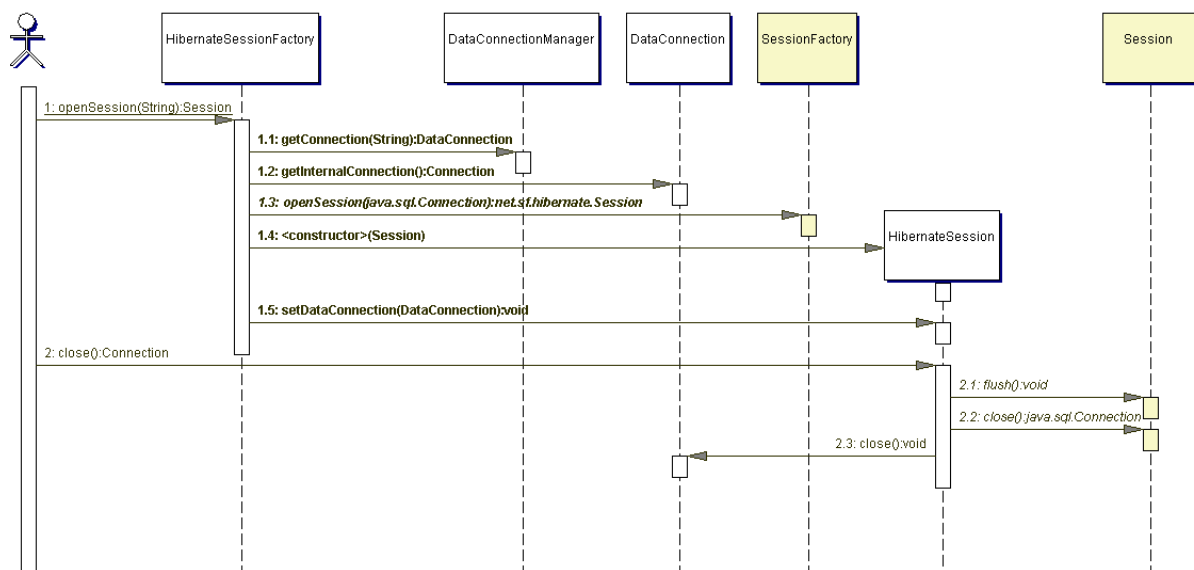 HibernateSessionFactory
DataConnectionManager
DataConnection
SessionFactory
Session
1: openSession(String):Session
1.1: getConnection(String):DataConnection
1.2: getInternalConnection():Connection
1.3: openSession(java.sql.Connection):net.sf.hibernate.Session
1.4: <constructor>(Session)
HibernateSession
1.5: setDataConnection(DataConnection):void
2: close():Connection
2.1: flush():void
2.2: close():java.sql.Connection
2.3: close():void